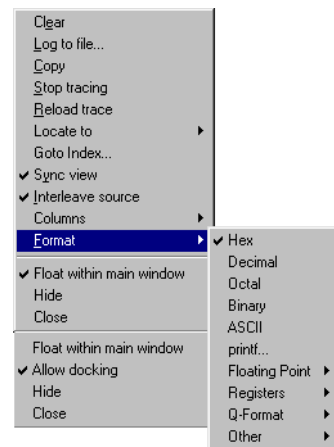 Clear
Log to file...
Copy
Stop tracing
Reload trace
Locate to
Goto Index...
Sync view
Interleave source
Columns
Format
Float within main window
Hide
Close
Float within main window
Allow docking
Hide
Close
Hex
Decimal
Octal
Binary
ASCII
printf...
Floating Point
Registers
Q-Format
Other